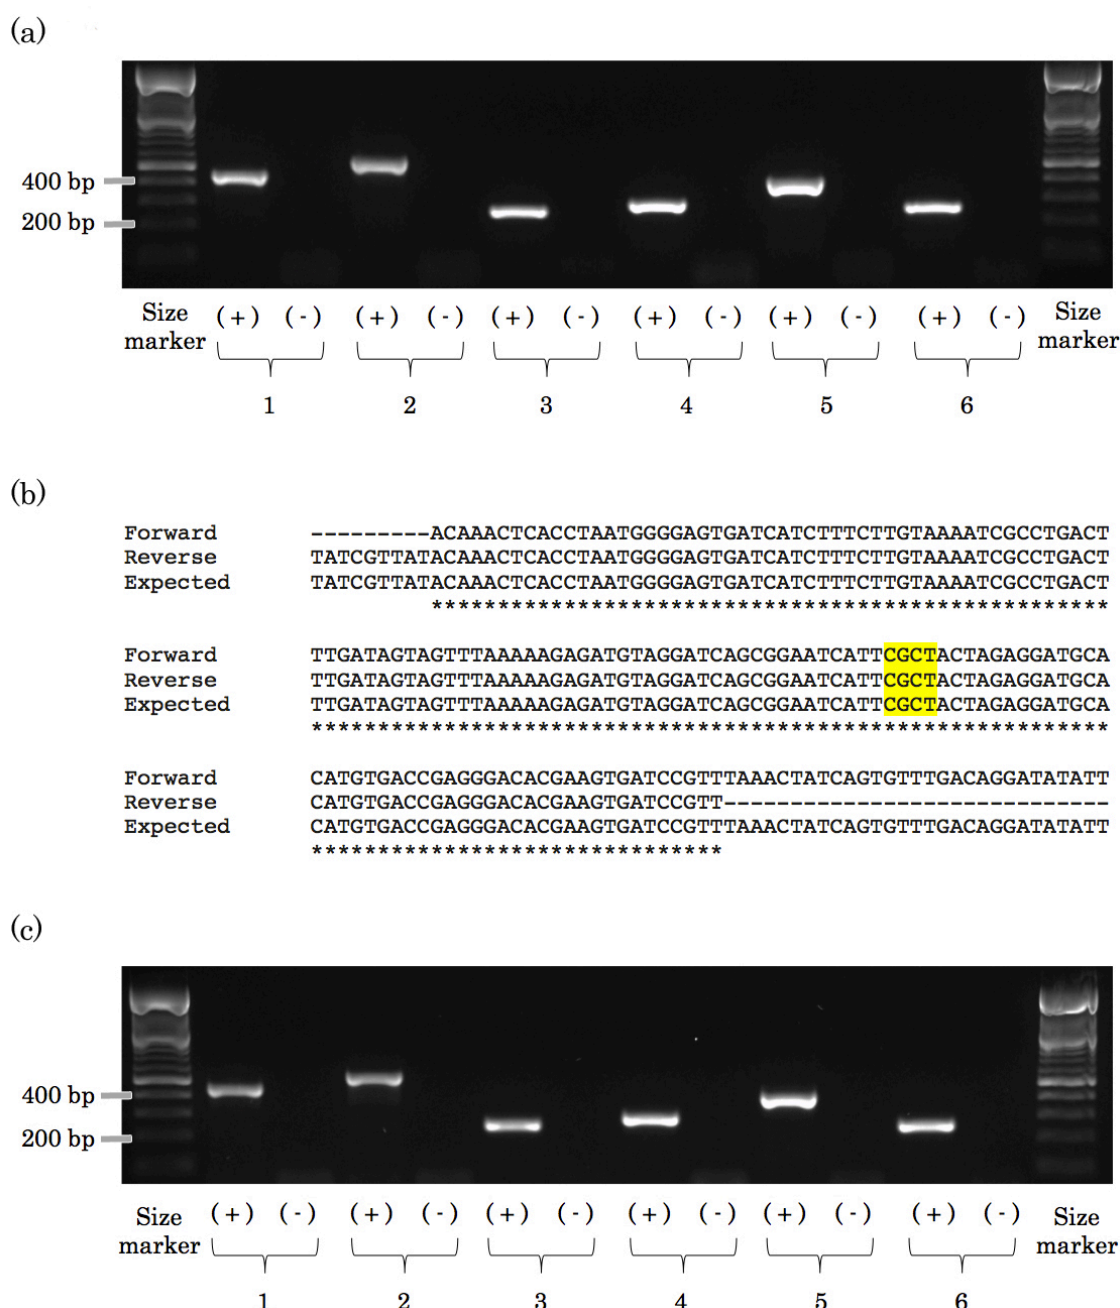 (a)
400 bp
200 bp
Size marker (+) (-) (+) (-) (+) (-) (+) (-) (+) (-) (+) (-) Size marker
1 2 3 4 5 6
(b)
Forward ---------ACAAACTCACCTAATGGGGAGTGATCATCTTTCTTGTAAAATCGCCTGACT
Reverse TATCGTTATACAAACTCACCTAATGGGGAGTGATCATCTTTCTTGTAAAATCGCCTGACT
Expected TATCGTTATACAAACTCACCTAATGGGGAGTGATCATCTTTCTTGTAAAATCGCCTGACT
***************************************************
Forward TTGATAGTAGTTTAAAAAGAGATGTAGGATCAGCGGAATCATTCGCTACTAGAGGATGCA
Reverse TTGATAGTAGTTTAAAAAGAGATGTAGGATCAGCGGAATCATTCGCTACTAGAGGATGCA
Expected TTGATAGTAGTTTAAAAAGAGATGTAGGATCAGCGGAATCATTCGCTACTAGAGGATGCA
************************************************************
Forward CATGTGACCGAGGGACACGAAGTGATCCGTTTAAACTATCAGTGTTTGACAGGATATATT
Reverse CATGTGACCGAGGGACACGAAGTGATCCGTT-----------------------------
Expected CATGTGACCGAGGGACACGAAGTGATCCGTTTAAACTATCAGTGTTTGACAGGATATATT
*******************************
(c)
400 bp
200 bp
Size marker (+) (-) (+) (-) (+) (-) (+) (-) (+) (-) (+) (-) Size marker
1 2 3 4 5 6